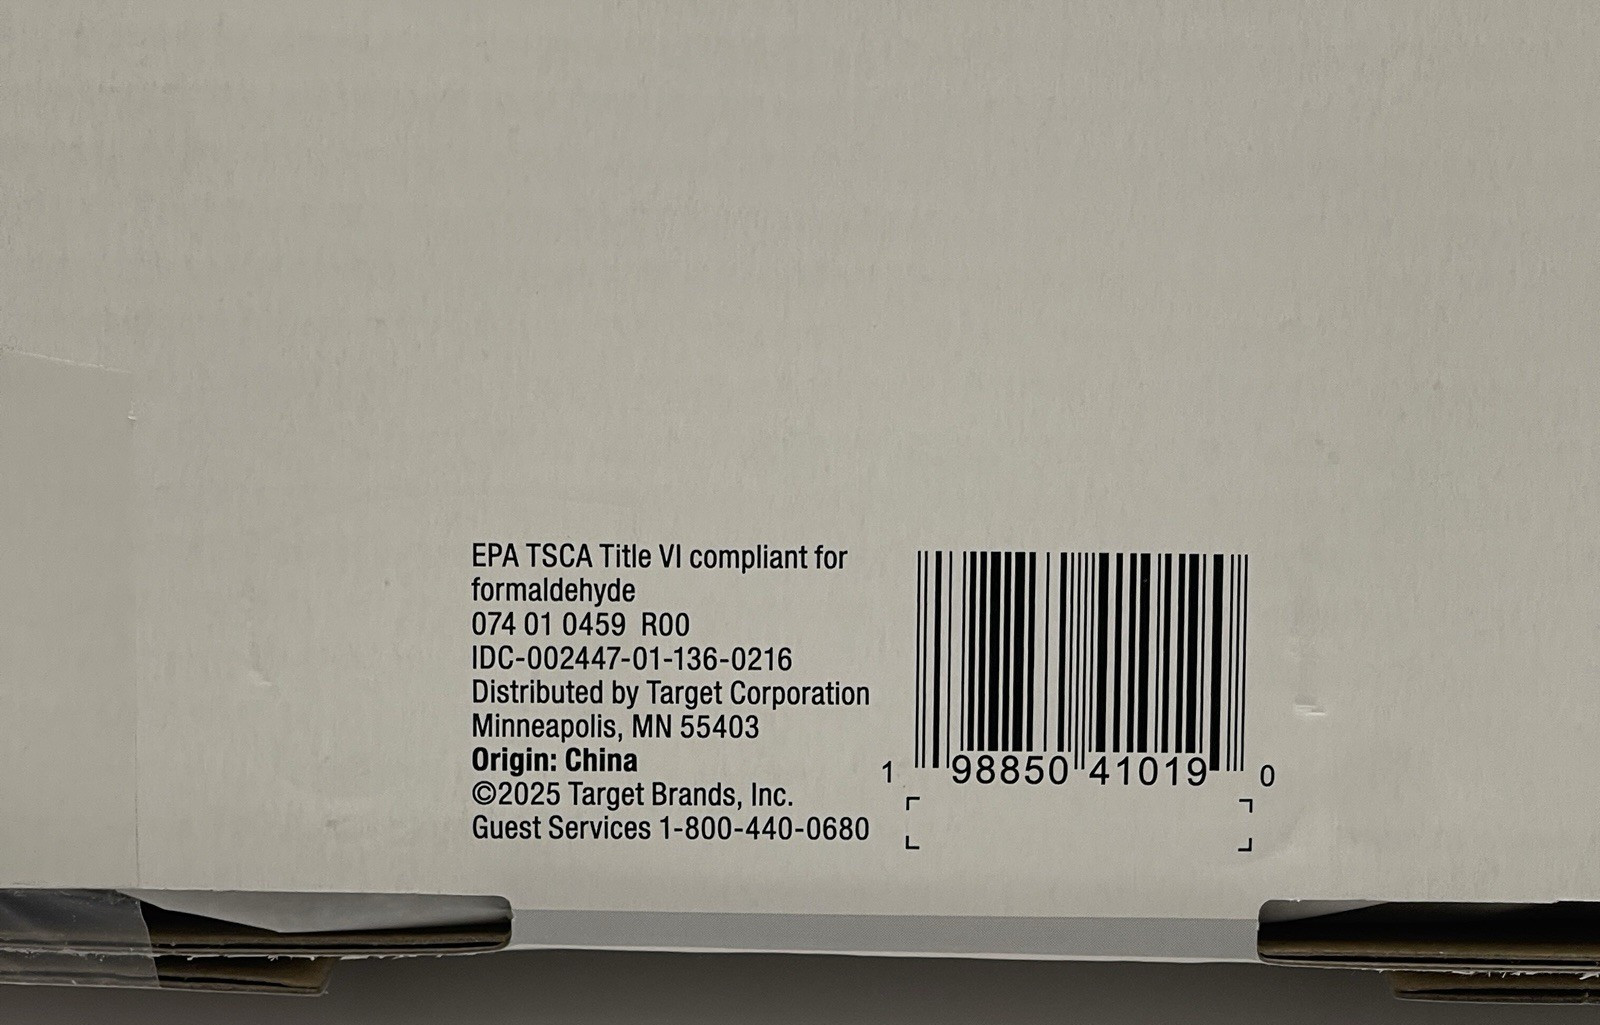 EPA TSCA Title VI compliant for
formaldehyde
074 01 0459 R00
IDC-002447-01-136-0216
Distributed by Target Corporation
Minneapolis, MN 55403
Origin: China
©2025 Target Brands, Inc.
Guest Services 1-800-440-0680
1 98850 41019 0